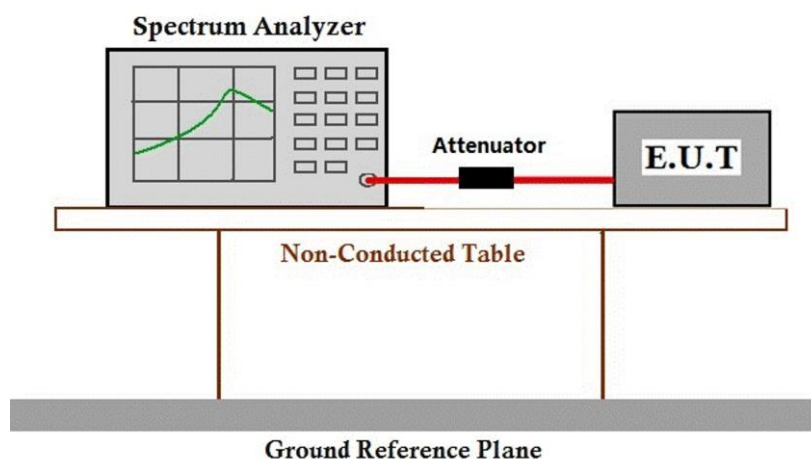 Spectrum Analyzer
Attenuator
E.U.T
Non-Conducted Table
Ground Reference Plane